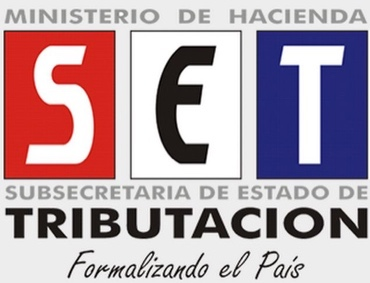 MINISTERIO DE HACIENDA
SET
SUBSECRETARIA DE ESTADO DE
TRIBUTACION
Formalizando el País